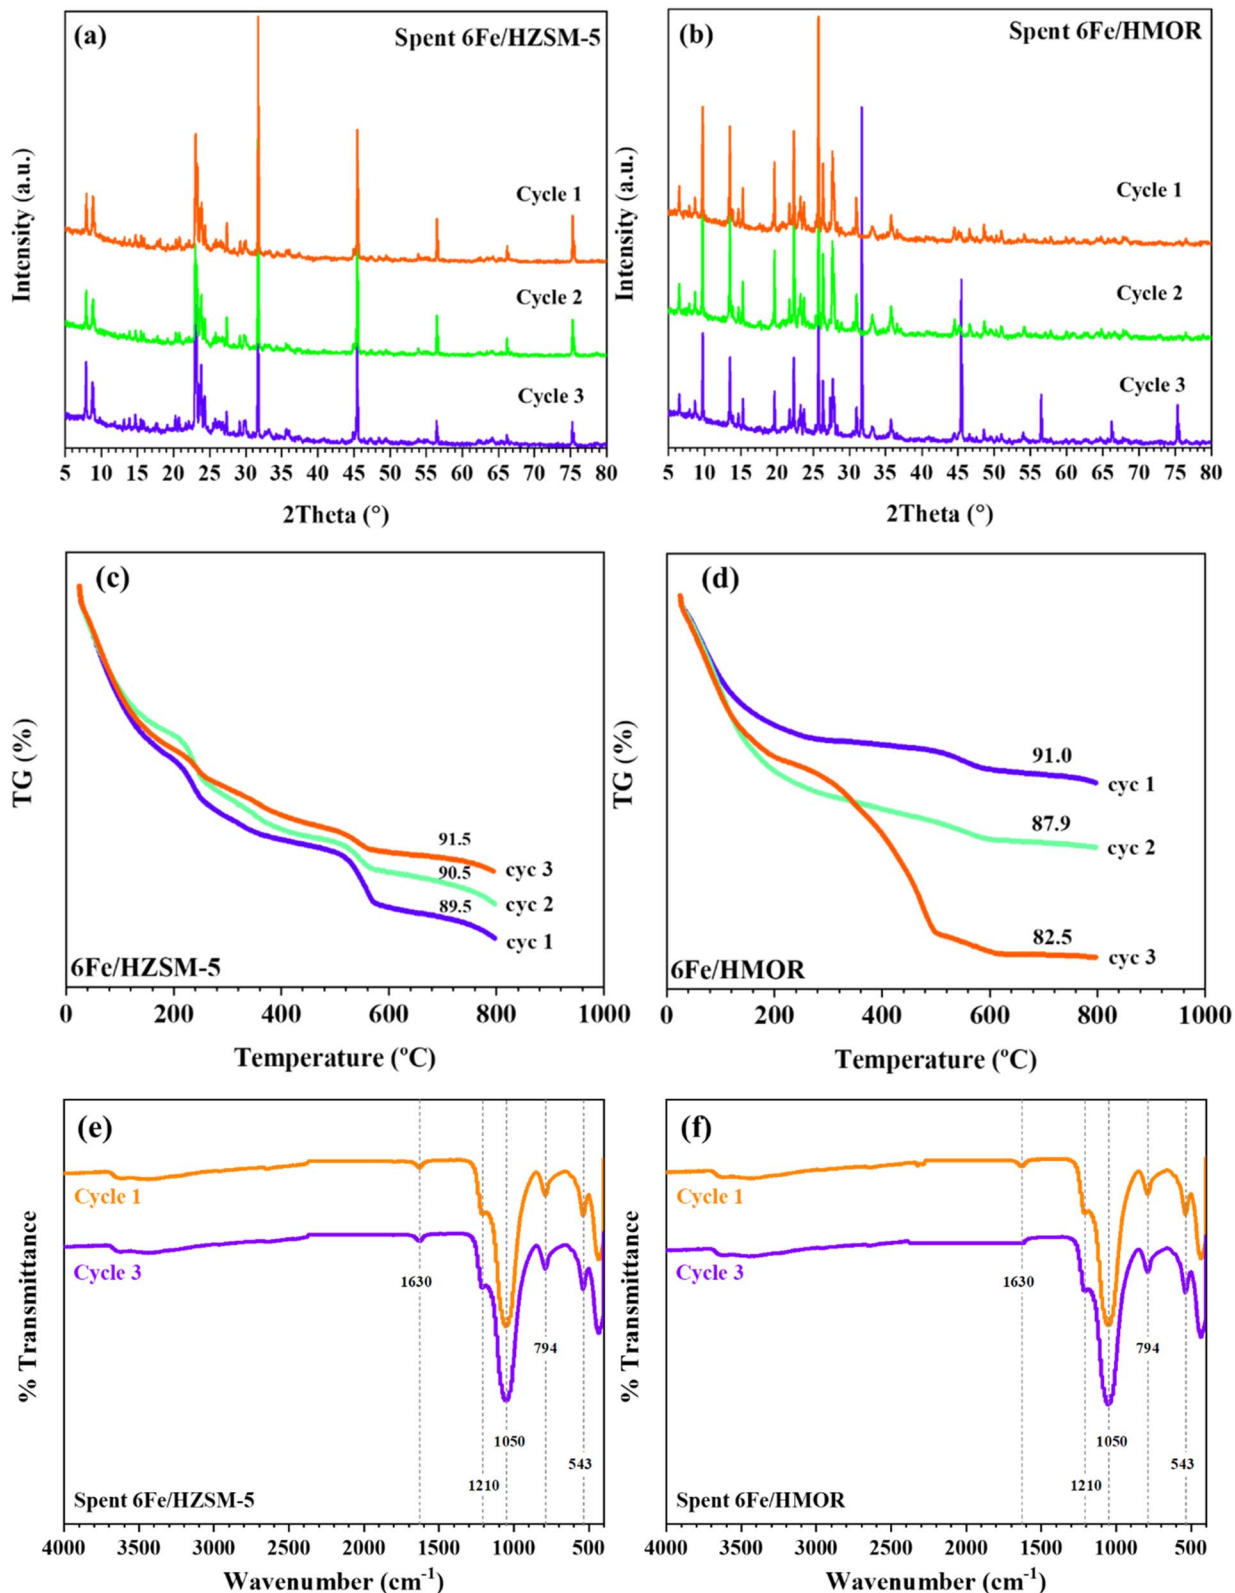 (a)
Spent 6Fe/HZSM-5
Intensity (a.u.)
Cycle 1
Cycle 2
Cycle 3
5 10 15 20 25 30 35 40 45 50 55 60 65 70 75 80
2Theta (°)
(b)
Spent 6Fe/HMOR
Intensity (a.u.)
Cycle 1
Cycle 2
Cycle 3
5 10 15 20 25 30 35 40 45 50 55 60 65 70 75 80
2Theta (°)
(c)
TG (%)
91.5
cyc 3
90.5
cyc 2
89.5
cyc 1
6Fe/HZSM-5
0 200 400 600 800 1000
Temperature (ºC)
(d)
TG (%)
91.0
cyc 1
87.9
cyc 2
82.5
cyc 3
6Fe/HMOR
0 200 400 600 800 1000
Temperature (ºC)
(e)
% Transmittance
Cycle 1
Cycle 3
1630
794
1050
543
1210
Spent 6Fe/HZSM-5
4000 3500 3000 2500 2000 1500 1000 500
Wavenumber (cm-1)
(f)
% Transmittance
Cycle 1
Cycle 3
1630
794
1050
543
1210
Spent 6Fe/HMOR
4000 3500 3000 2500 2000 1500 1000 500
Wavenumber (cm-1)